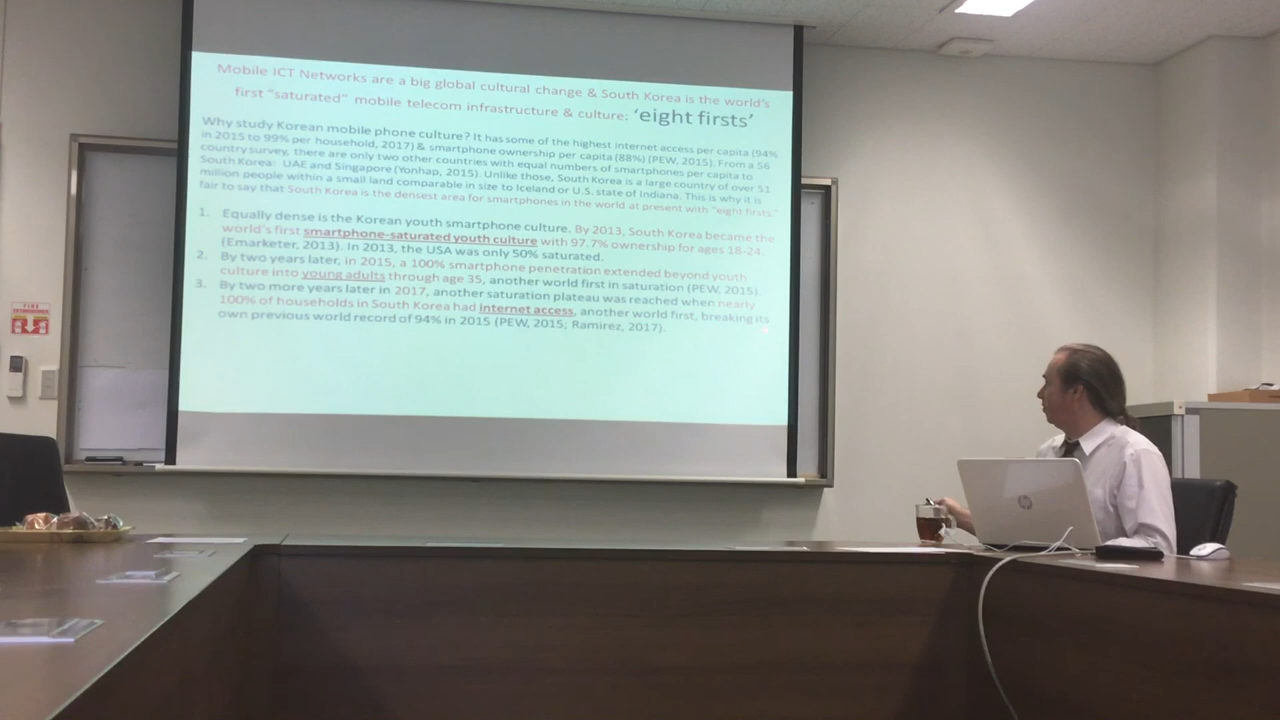 Mobile ICT Networks are a big global cultural change & South Korea is the world's
first "saturated" mobile telecom infrastructure & culture: 'eight firsts'
Why study Korean mobile phone culture? It has some of the highest internet access per capita (94%
in 2015 to 99% per household, 2017) & smartphone ownership per capita (88%) (PEW, 2015). From a 56
country survey, there are only two other countries with equal numbers of smartphones per capita to
South Korea: UAE and Singapore (Yonhap, 2015). Unlike those, South Korea is a large country of over 51
million people within a small land comparable in size to Iceland or U.S. state of Indiana. This is why it is
fair to say that South Korea is the densest area for smartphones in the world at present with "eight firsts."
1. Equally dense is the Korean youth smartphone culture. By 2013, South Korea became the
world's first smartphone-saturated youth culture with 97.7% ownership for ages 18-24.
(Emarketer, 2013). In 2013, the USA was only 50% saturated.
2. By two years later, in 2015, a 100% smartphone penetration extended beyond youth
culture into young adults through age 35, another world first in saturation (PEW, 2015).
3. By two more years later in 2017, another saturation plateau was reached when nearly
100% of households in South Korea had internet access, another world first, breaking its
own previous world record of 94% in 2015 (PEW, 2015; Ramirez, 2017).
FIRE
EXTINGUISHER
hp